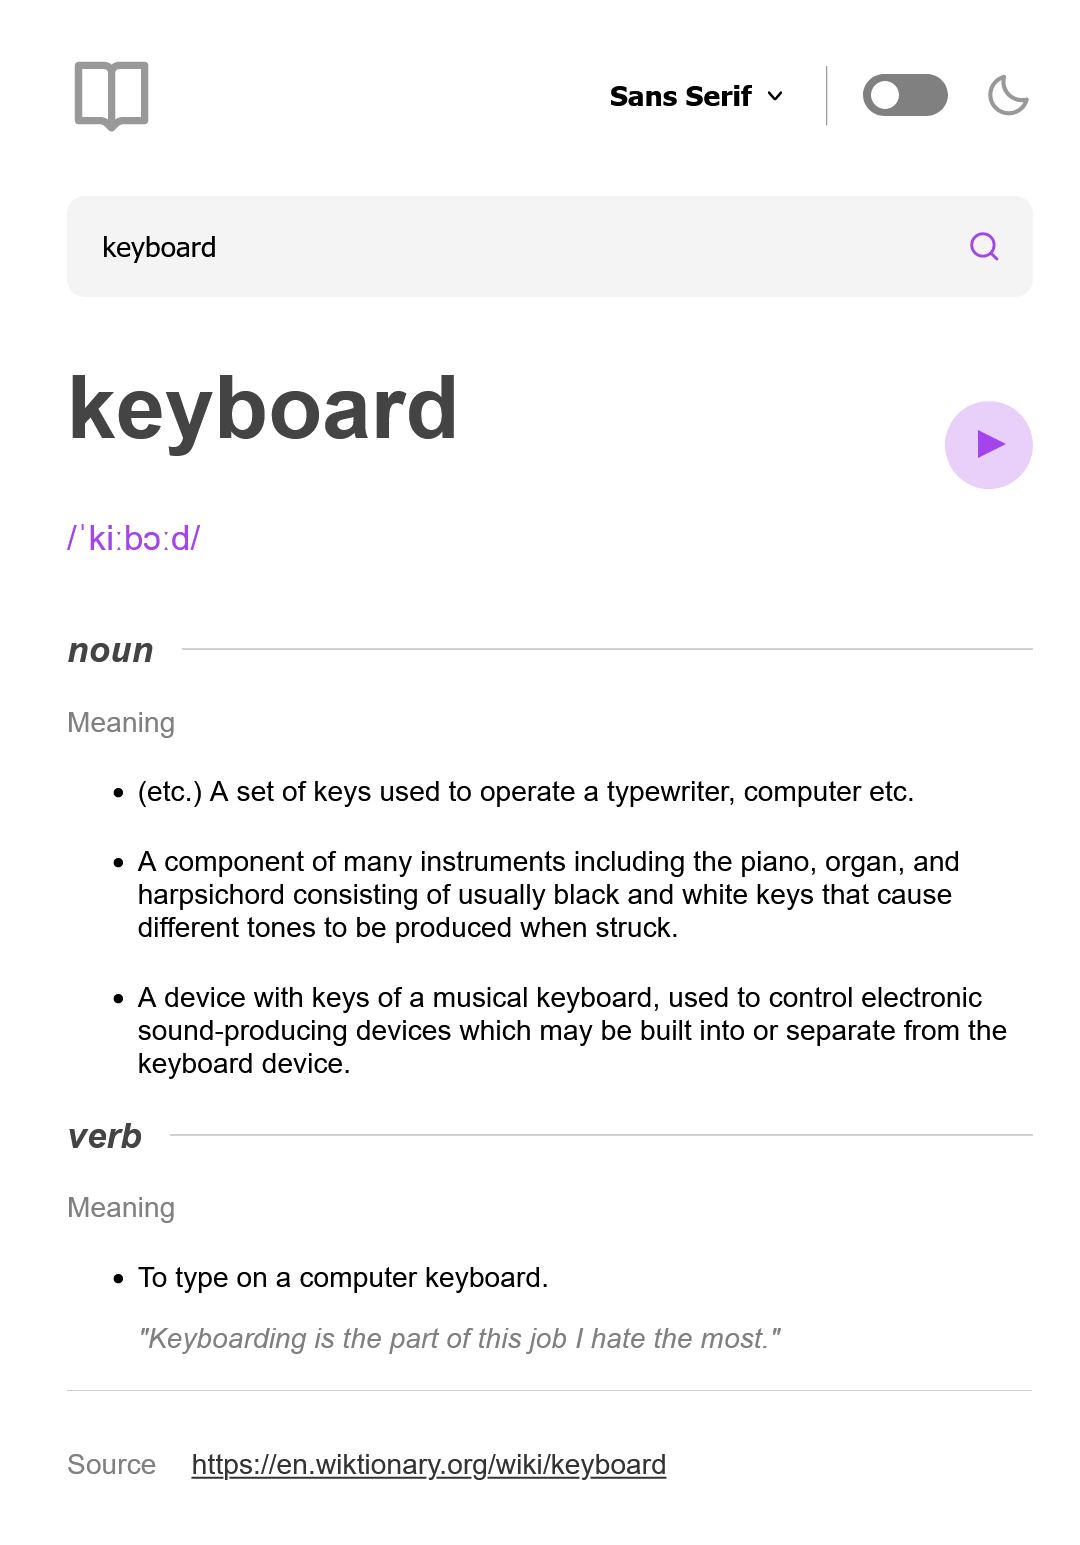 Sans Serif
keyboard
keyboard
/ˈkiːbɔːd/
noun
Meaning
(etc.) A set of keys used to operate a typewriter, computer etc.
A component of many instruments including the piano, organ, and
harpsichord consisting of usually black and white keys that cause
different tones to be produced when struck.
A device with keys of a musical keyboard, used to control electronic
sound-producing devices which may be built into or separate from the
keyboard device.
verb
Meaning
To type on a computer keyboard.
"Keyboarding is the part of this job I hate the most."
Source https://en.wiktionary.org/wiki/keyboard